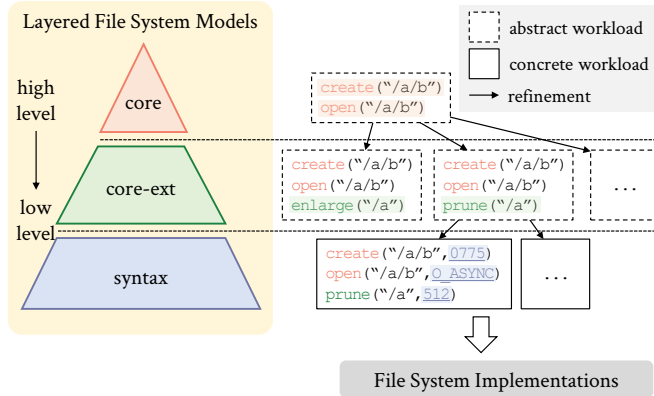 Layered File System Models
high
level
low
level
core
core-ext
syntax
abstract workload
concrete workload
refinement
create(“/a/b”)
open(“/a/b”)
create(“/a/b”)
open(“/a/b”)
enlarge(“/a”)
create(“/a/b”)
open(“/a/b”)
prune(“/a”)
...
create(“/a/b”,0775)
open(“/a/b”,O_ASYNC)
prune(“/a”,512)
...
File System Implementations